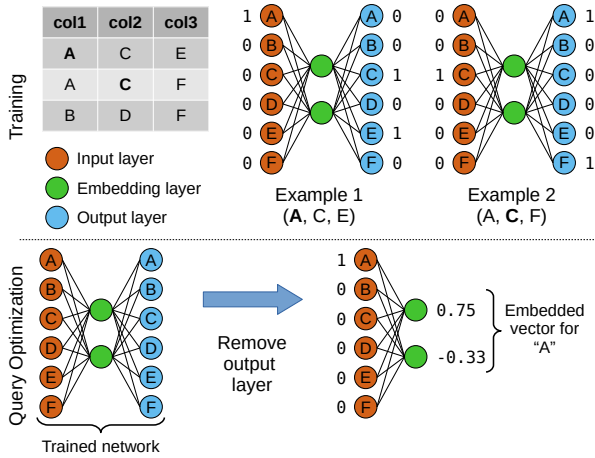 Training
col1 col2 col3
A C E
A C F
B D F
Input layer
Embedding layer
Output layer
1 A A 0
0 B B 0
0 C C 1
0 D D 0
0 E E 1
0 F F 0
Example 1
(A, C, E)
0 A A 1
0 B B 0
1 C C 0
0 D D 0
0 E E 0
0 F F 1
Example 2
(A, C, F)
Query Optimization
A A
B B
C C
D D
E E
F F
Trained network
Remove
output
layer
1 A
0 B
0 C
0 D
0 E
0 F
0.75
-0.33
Embedded
vector for
“A”